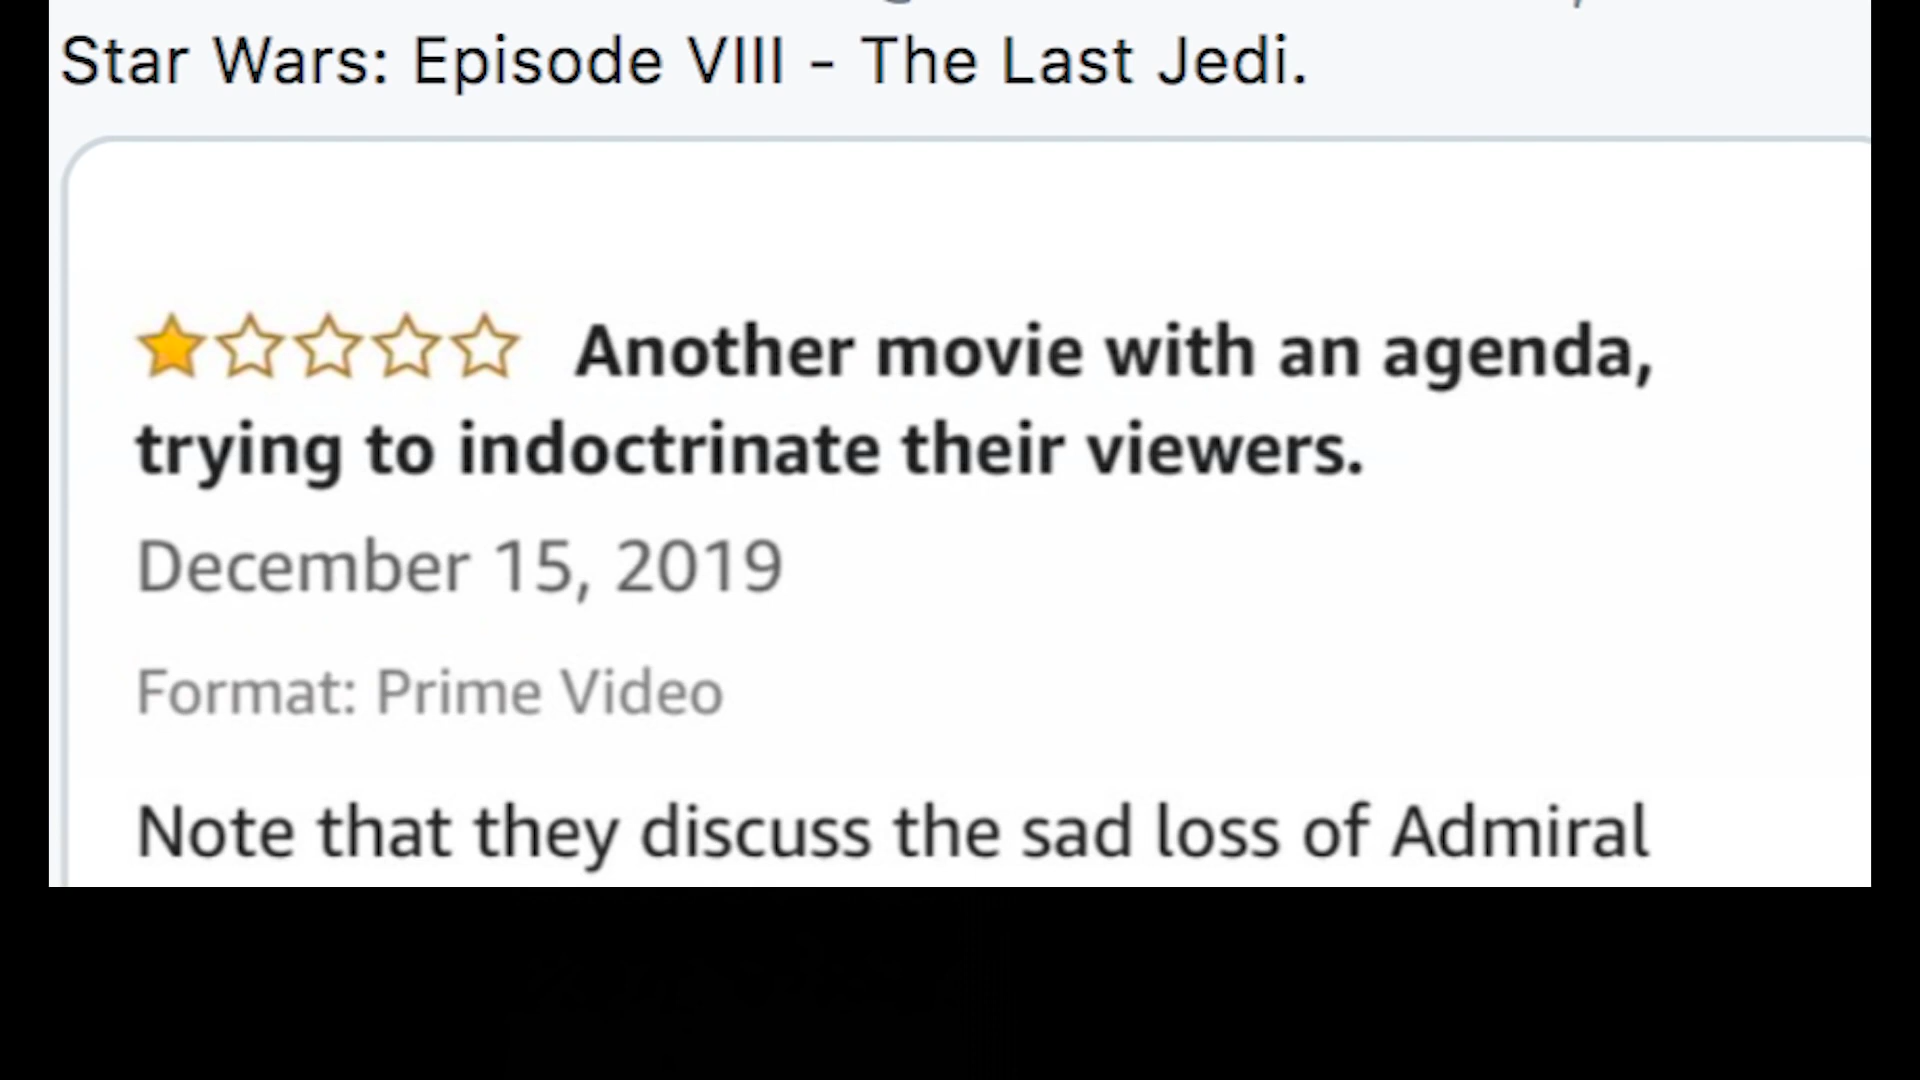 Star Wars: Episode VIII - The Last Jedi.
Another movie with an agenda,
trying to indoctrinate their viewers.
December 15, 2019
Format: Prime Video
Note that they discuss the sad loss of Admiral